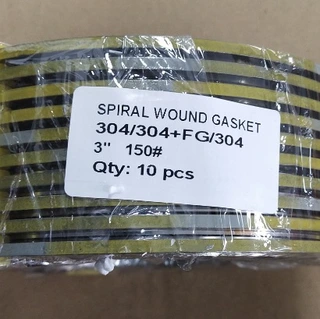 SPIRAL WOUND GASKET
304/304+FG/304
3" 150#
Qty: 10 pcs